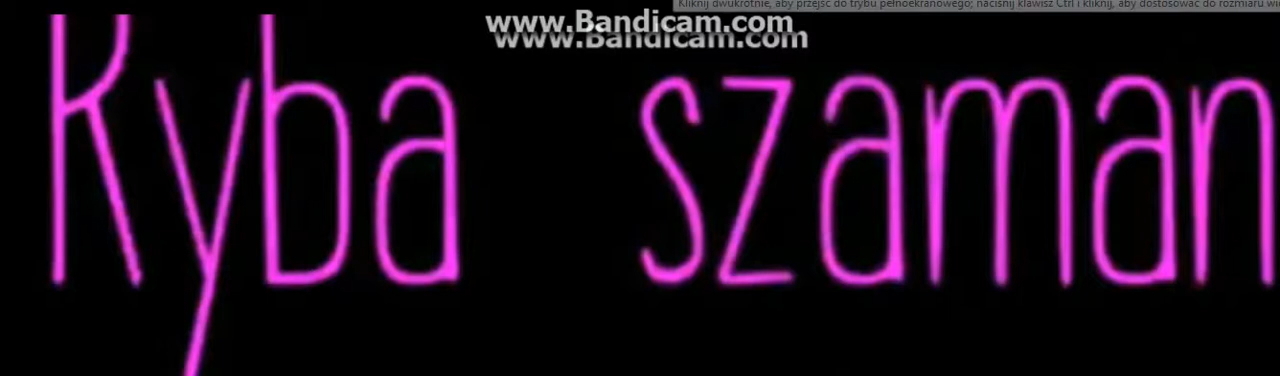 Kliknij dwukrotnie, aby przejść do trybu pełnoekranowego; naciśnij klawisz Ctrl i kliknij, aby dostosować do rozmiaru
www.Bandicam.com
www.Bandicam.com
Ryba szaman